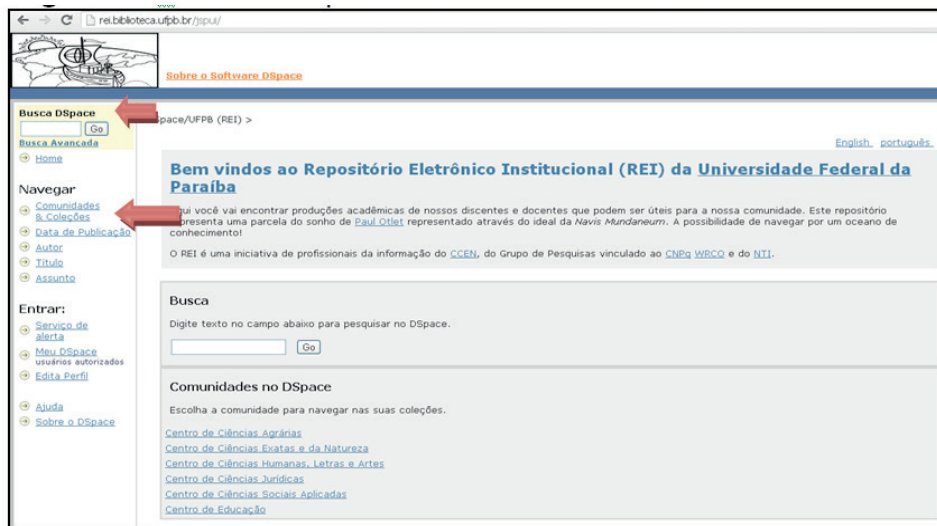 rei.biblioteca.ufpb.br/jspui/
Sobre o Software DSpace
Busca DSpace
Go
Busca Avançada
Home
Navegar
Comunidades
& Coleções
Data de Publicação
Autor
Título
Assunto
Entrar:
Serviço de
alerta
Meu DSpace
usuários autorizados
Edita Perfil
Ajuda
Sobre o DSpace
Space/UFPB (REI) >
English português
Bem vindos ao Repositório Eletrônico Institucional (REI) da Universidade Federal da
Paraíba
qui você vai encontrar produções acadêmicas de nossos discentes e docentes que podem ser úteis para a nossa comunidade. Este repositório
representa uma parcela do sonho de Paul Otlet representado através do ideal da Navis Mundaneum. A possibilidade de navegar por um oceano de
conhecimento!
O REI é uma iniciativa de profissionais da informação do CCEN, do Grupo de Pesquisas vinculado ao CNPq WRCO e do NTI.
Busca
Digite texto no campo abaixo para pesquisar no DSpace.
Go
Comunidades no DSpace
Escolha a comunidade para navegar nas suas coleções.
Centro de Ciências Agrárias
Centro de Ciências Exatas e da Natureza
Centro de Ciências Humanas, Letras e Artes
Centro de Ciências Jurídicas
Centro de Ciências Sociais Aplicadas
Centro de Educação